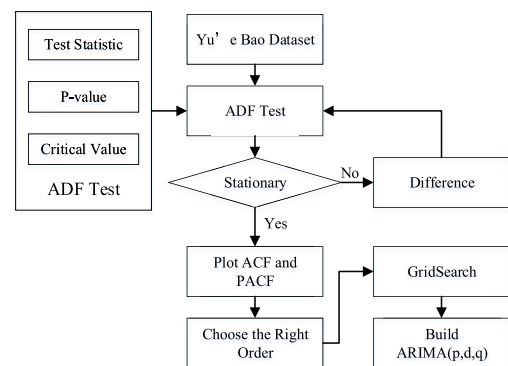 Test Statistic
P-value
Critical Value
ADF Test
Yu’e Bao Dataset
ADF Test
Stationary
No
Difference
Yes
Plot ACF and
PACF
Choose the Right
Order
GridSearch
Build
ARIMA(p,d,q)